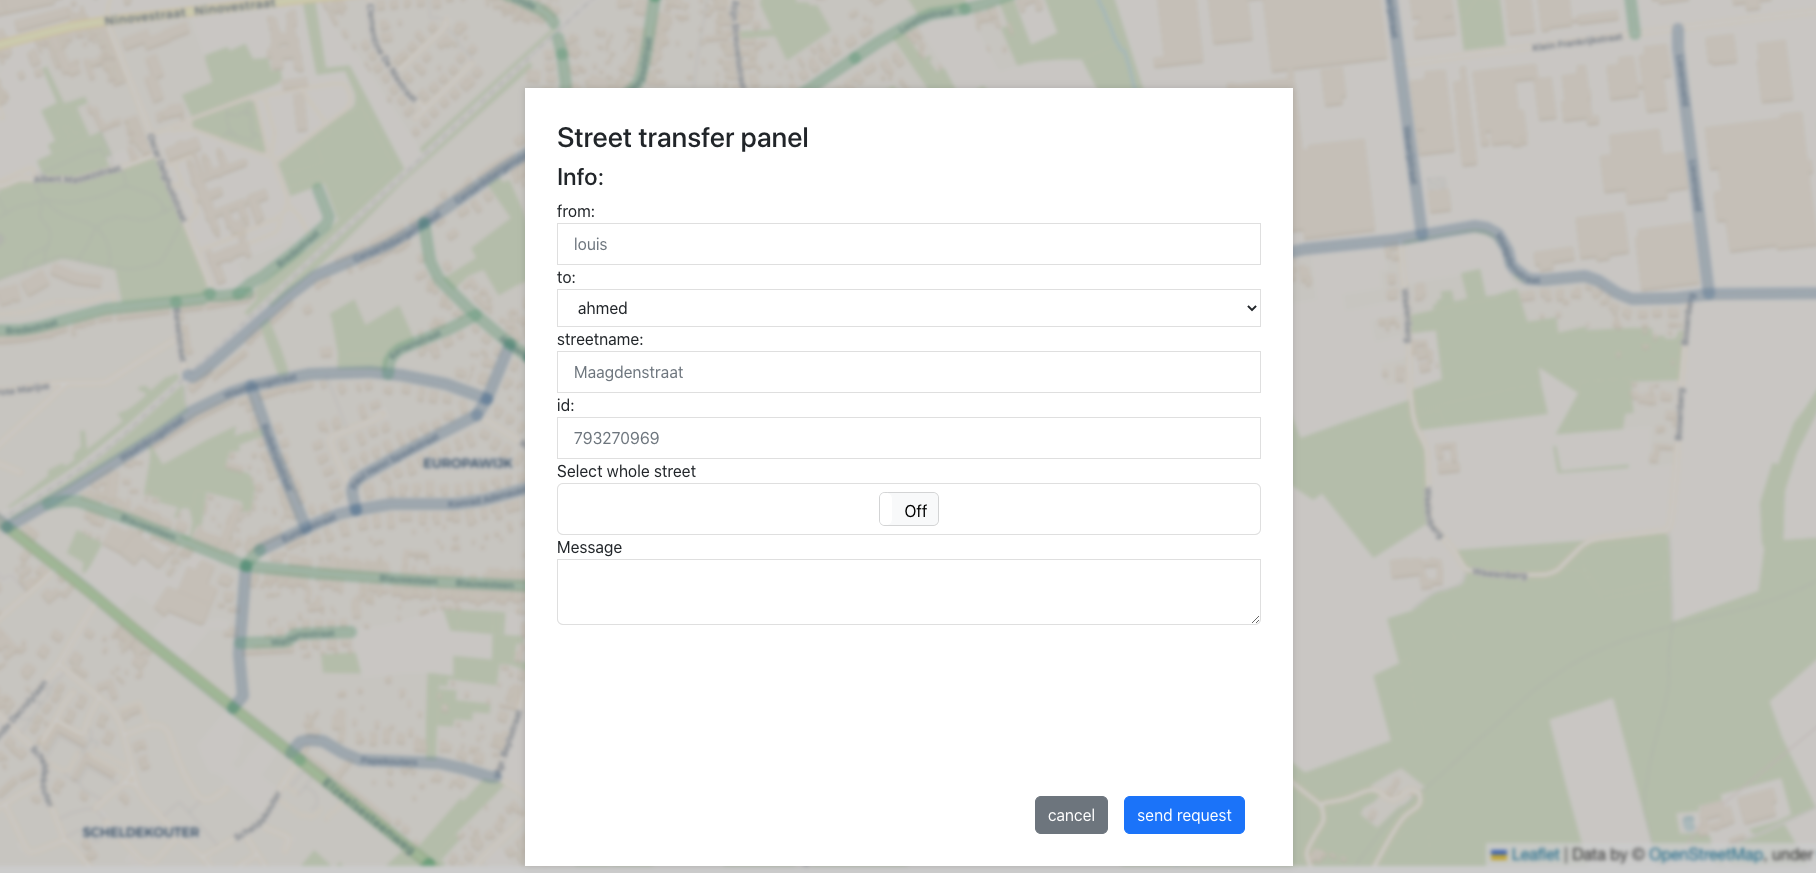 Ninovestraat Ninovestraat
Street transfer panel
Info:
from:
louis
to:
ahmed
streetname:
Maagdenstraat
id:
793270969
EUROPAWIJK
Select whole street
Off
Message
cancel
send request
SCHELDEKOUTER
Leaflet | Data by © OpenStreetMap, under